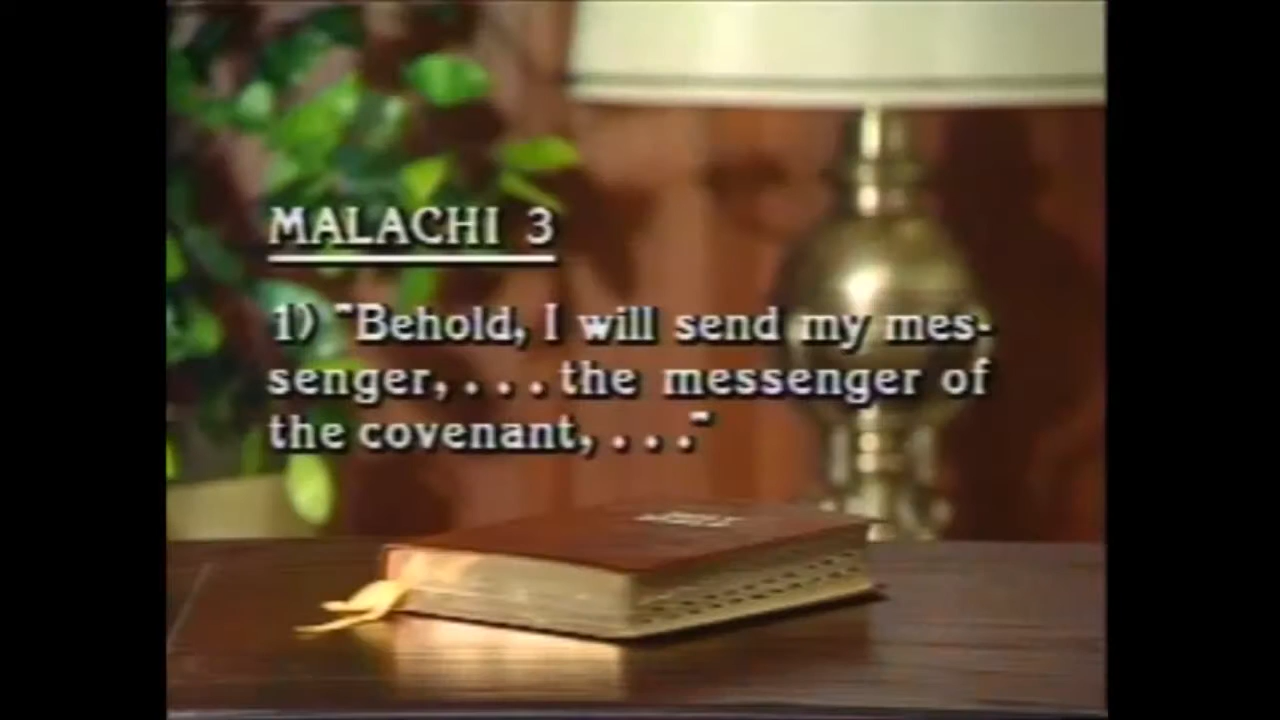 MALACHI 3
1) "Behold, I will send my mes-
senger, . . . the messenger of
the covenant, . . ."